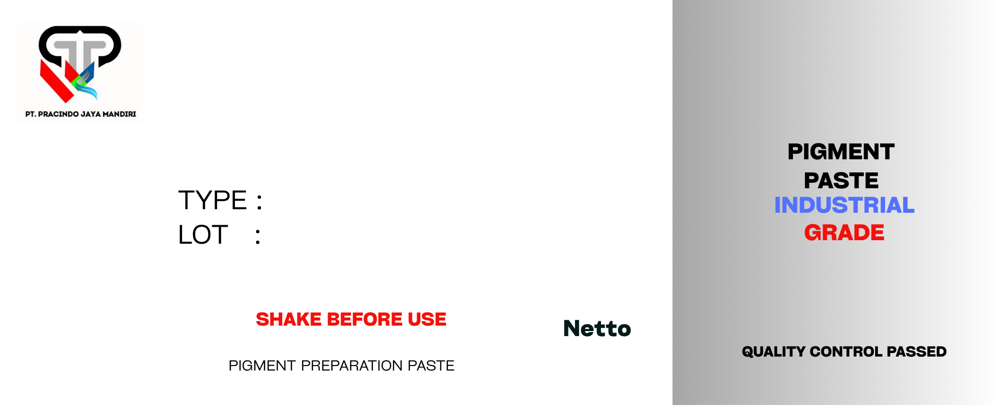 PT. PRACINDO JAYA MANDIRI
TYPE :
LOT :
SHAKE BEFORE USE
Netto
PIGMENT PREPARATION PASTE
PIGMENT
PASTE
INDUSTRIAL
GRADE
QUALITY CONTROL PASSED